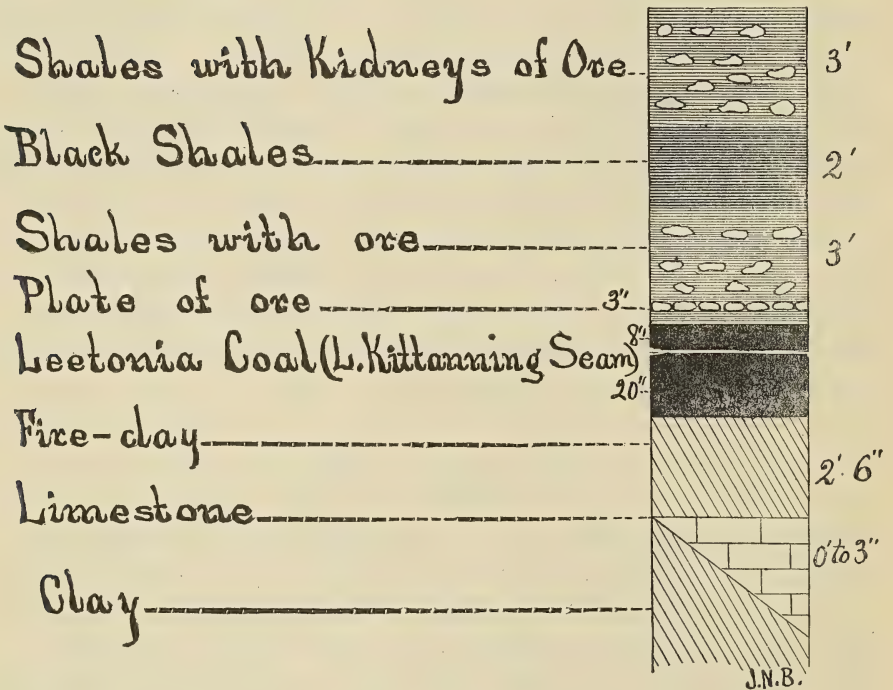 Shales with Kidneys of Ore 3'
Black Shales 2'
Shales with ore 3'
Plate of ore 3"
8"
Leetonia Coal (L. Kittanning Seam)
20"
Fire-clay 2'. 6"
Limestone 0' to 3"
Clay
J.N.B.